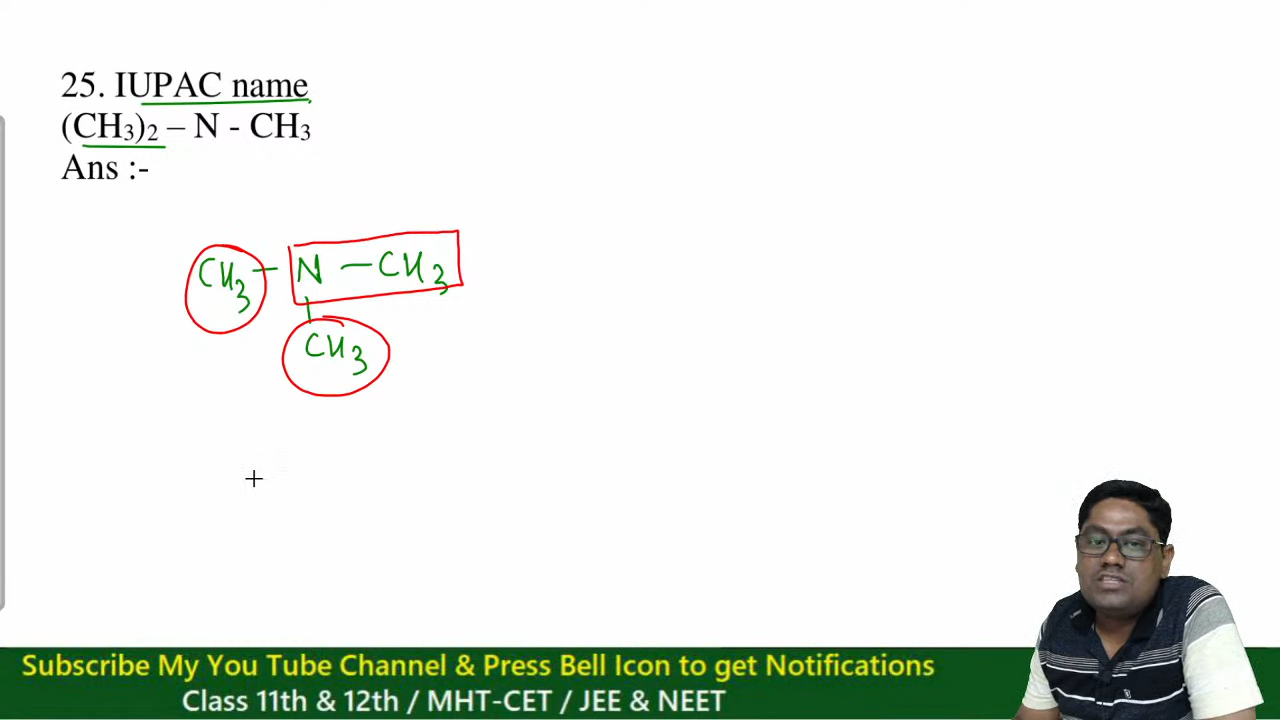 25. IUPAC name
(CH3)2 – N - CH3
Ans :-
CH3 - N - CH3
CH3
Subscribe My You Tube Channel & Press Bell Icon to get Notifications
Class 11th & 12th / MHT-CET / JEE & NEET